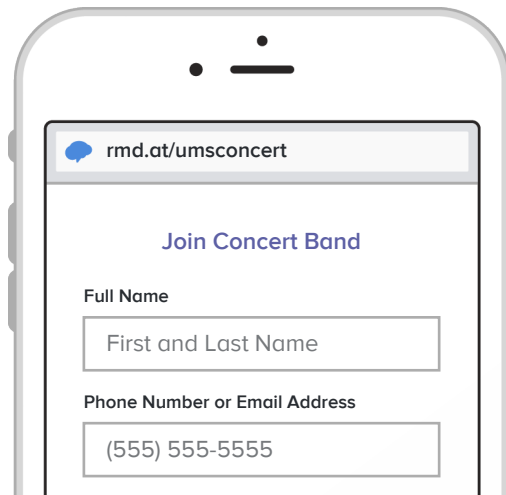 rmd.at/umsconcert
Join Concert Band
Full Name
First and Last Name
Phone Number or Email Address
(555) 555-5555